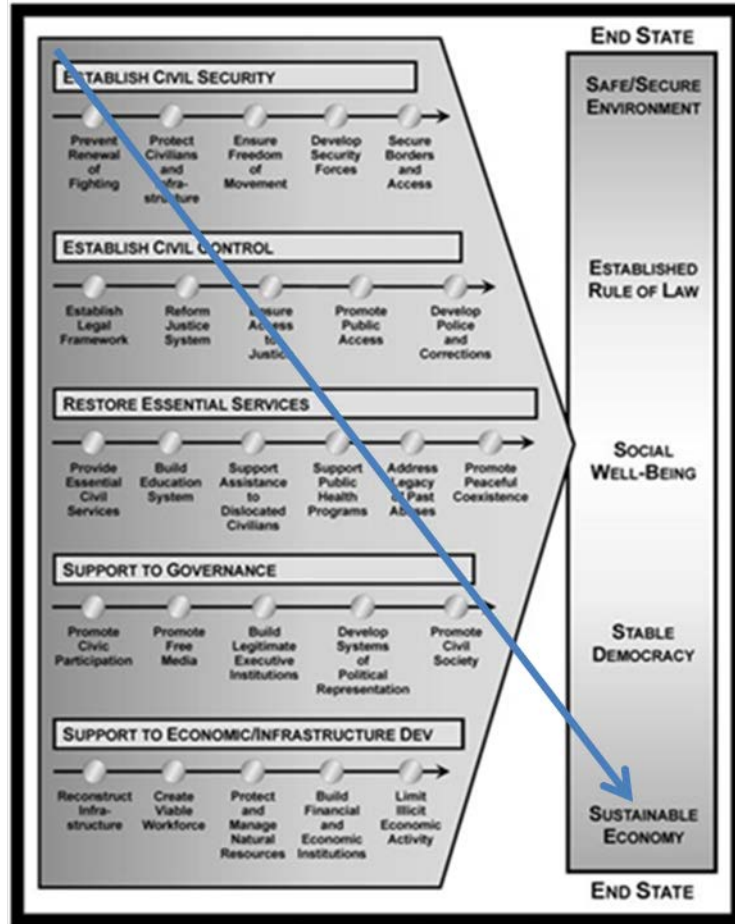 END STATE
ESTABLISH CIVIL SECURITY
Prevent
Renewal
of
Fighting
Protect
Civilians
and
Infra-
structure
Ensure
Freedom
of
Movement
Develop
Security
Forces
Secure
Borders
and
Access
SAFE/SECURE
ENVIRONMENT
ESTABLISH CIVIL CONTROL
Establish
Legal
Framework
Reform
Justice
System
Ensure
Access
to
Justice
Promote
Public
Access
Develop
Police
and
Corrections
ESTABLISHED
RULE OF LAW
RESTORE ESSENTIAL SERVICES
Provide
Essential
Civil
Services
Build
Education
System
Support
Assistance
to
Dislocated
Civilians
Support
Public
Health
Programs
Address
Legacy
of Past
Abuses
Promote
Peaceful
Coexistence
SOCIAL
WELL-BEING
SUPPORT TO GOVERNANCE
Promote
Civic
Participation
Promote
Free
Media
Build
Legitimate
Executive
Institutions
Develop
Systems
of
Political
Representation
Promote
Civil
Society
STABLE
DEMOCRACY
SUPPORT TO ECONOMIC/INFRASTRUCTURE DEV
Reconstruct
Infra-
structure
Create
Viable
Workforce
Protect
and
Manage
Natural
Resources
Build
Financial
and
Economic
Institutions
Limit
Illicit
Economic
Activity
SUSTAINABLE
ECONOMY
END STATE